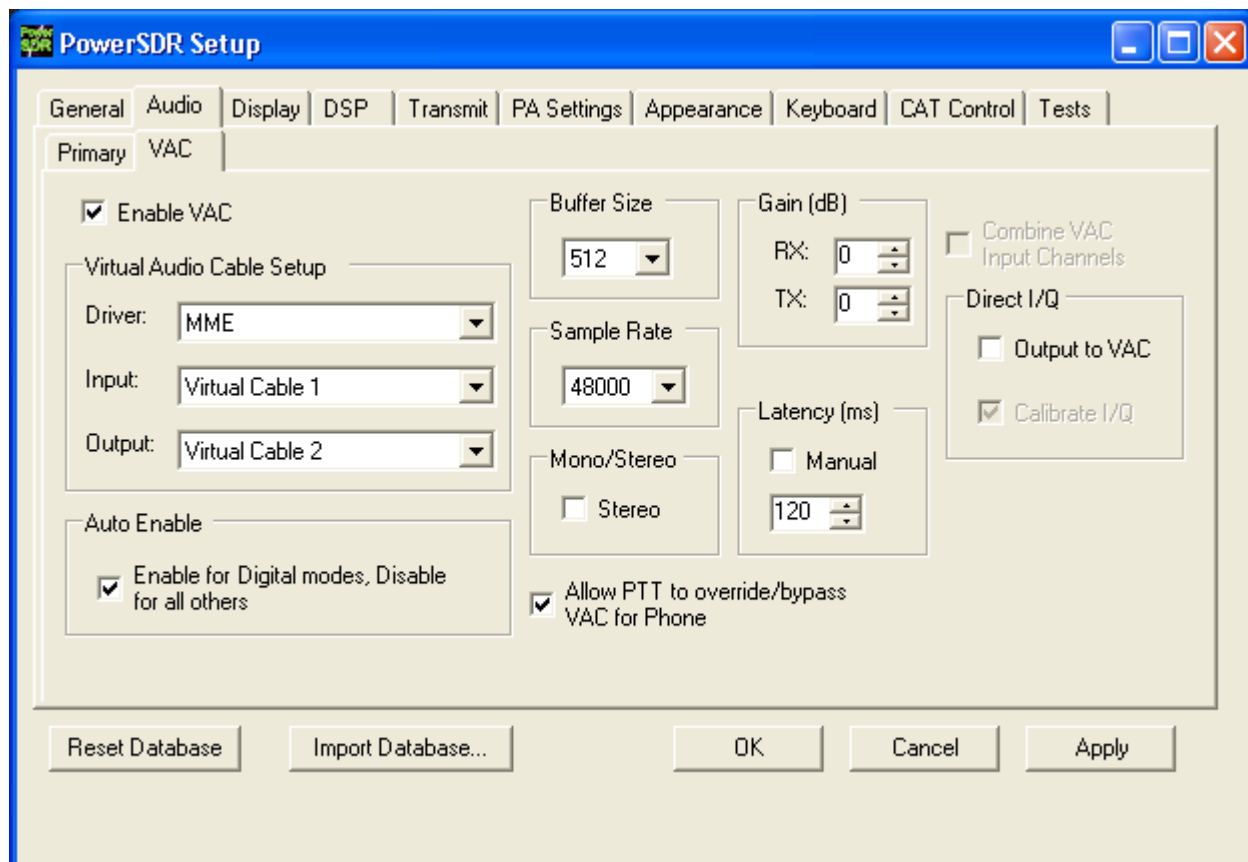 Power SDR PowerSDR Setup
General Audio Display DSP Transmit PA Settings Appearance Keyboard CAT Control Tests
Primary VAC
Enable VAC
Virtual Audio Cable Setup
Driver: MME
Input: Virtual Cable 1
Output: Virtual Cable 2
Auto Enable
Enable for Digital modes, Disable
for all others
Buffer Size
512
Sample Rate
48000
Mono/Stereo
Stereo
Gain (dB)
RX: 0
TX: 0
Latency (ms)
Manual
120
Allow PTT to override/bypass
VAC for Phone
Combine VAC
Input Channels
Direct I/Q
Output to VAC
Calibrate I/Q
Reset Database Import Database... OK Cancel Apply